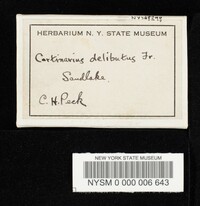 HERBARIUM N. Y. STATE MUSEUM
Cortinarius delibutus Fr.
Sandlake.
C. H. Peck
NEW YORK STATE MUSEUM
NYSM 0 000 006 643